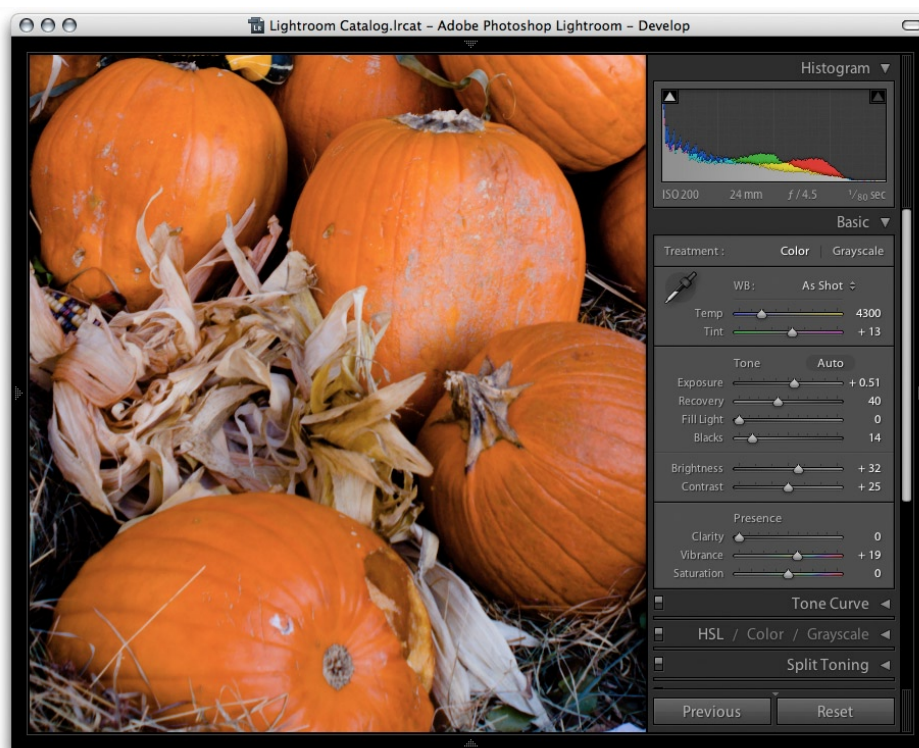 Lightroom Catalog.lrcat – Adobe Photoshop Lightroom – Develop
Histogram
ISO 200 24 mm ƒ / 4.5 1/80 sec
Basic
Treatment : Color | Grayscale
WB : As Shot
Temp 4300
Tint + 13
Tone Auto
Exposure + 0.51
Recovery 40
Fill Light 0
Blacks 14
Brightness + 32
Contrast + 25
Presence
Clarity 0
Vibrance + 19
Saturation 0
Tone Curve
HSL / Color / Grayscale
Split Toning
Previous Reset